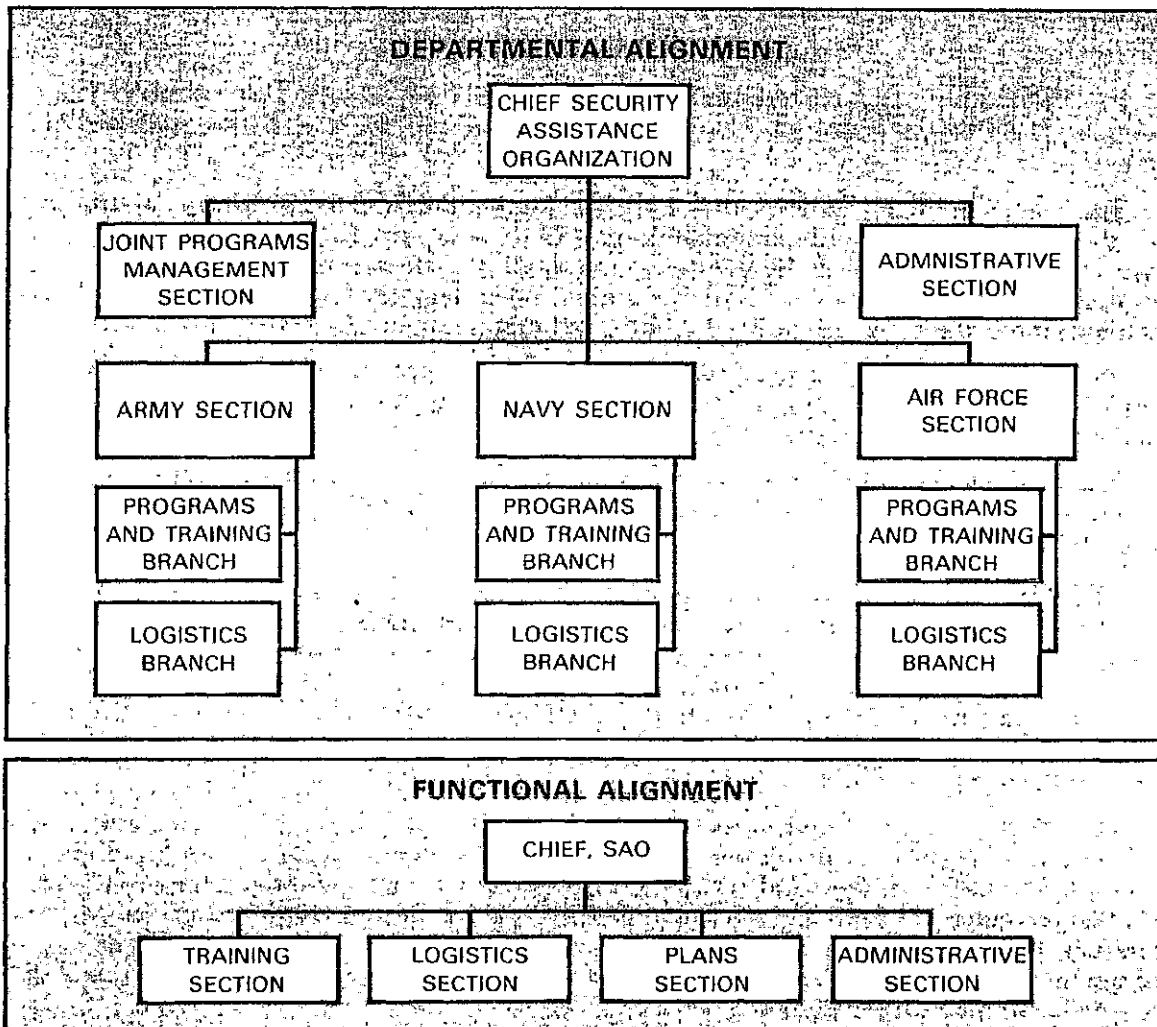 DEPARTMENTAL ALIGNMENT
CHIEF SECURITY
ASSISTANCE
ORGANIZATION
JOINT PROGRAMS
MANAGEMENT
SECTION
ADMNISTRATIVE
SECTION
ARMY SECTION
NAVY SECTION
AIR FORCE
SECTION
PROGRAMS
AND TRAINING
BRANCH
PROGRAMS
AND TRAINING
BRANCH
PROGRAMS
AND TRAINING
BRANCH
LOGISTICS
BRANCH
LOGISTICS
BRANCH
LOGISTICS
BRANCH
FUNCTIONAL ALIGNMENT
CHIEF, SAO
TRAINING
SECTION
LOGISTICS
SECTION
PLANS
SECTION
ADMINISTRATIVE
SECTION